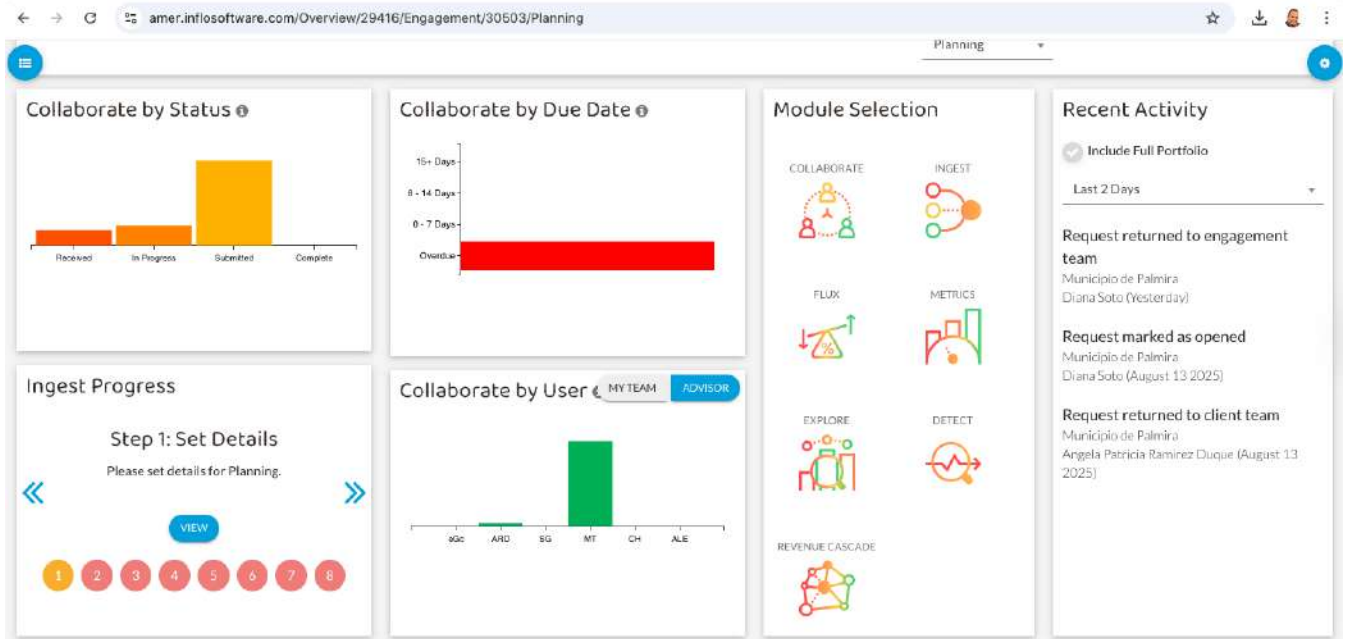 amer.inflosoftware.com/Overview/29416/Engagement/30503/Planning
Planning
Collaborate by Status
Received
In Progress
Submitted
Complete
Collaborate by Due Date
15+ Days
8 - 14 Days
0 - 7 Days
Overdue
Module Selection
COLLABORATE
INGEST
FLUX
%
METRICS
EXPLORE
DETECT
REVENUE CASCADE
Recent Activity
Include Full Portfolio
Last 2 Days
Request returned to engagement
team
Municipio de Palmira
Diana Soto (Yesterday)
Request marked as opened
Municipio de Palmira
Diana Soto (August 13 2025)
Request returned to client team
Municipio de Palmira
Angela Patricia Ramirez Duque (August 13
2025)
Ingest Progress
Step 1: Set Details
Please set details for Planning.
VIEW
1 2 3 4 5 6 7 8
Collaborate by User
MY TEAM
ADVISOR
ARD
SG
MT
CH
ALE